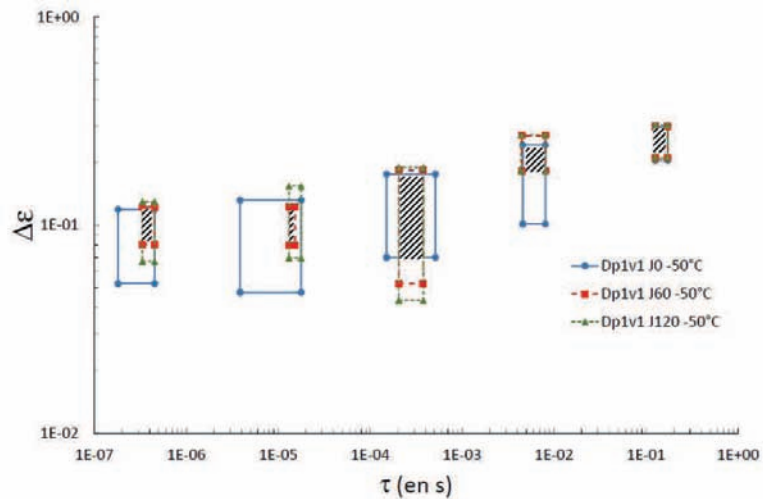 1E+00
Δε
1E-01
Dp1v1 J0 -50°C
Dp1v1 J60 -50°C
Dp1v1 J120 -50°C
1E-02
1E-07 1E-06 1E-05 1E-04 1E-03 1E-02 1E-01 1E+00
τ (en s)